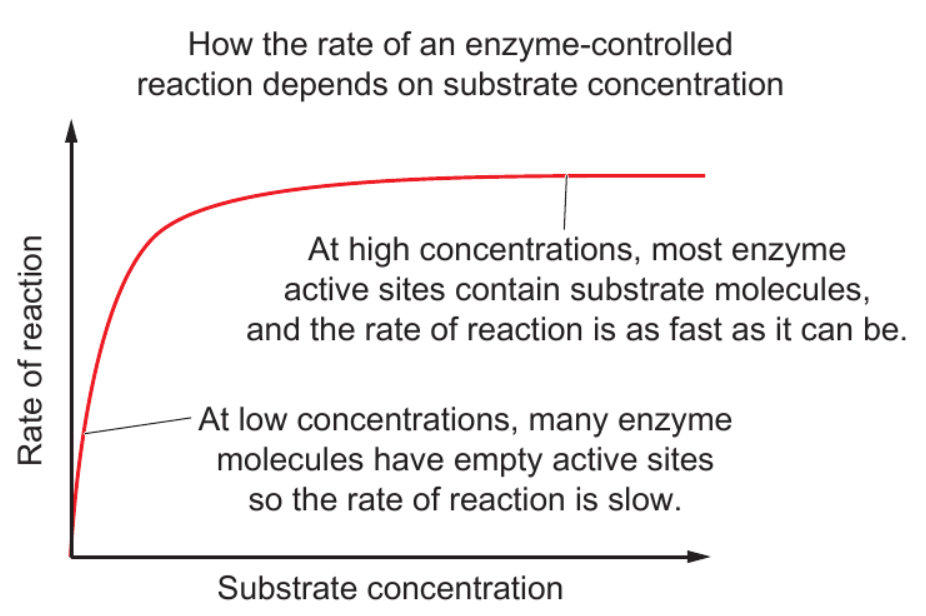 How the rate of an enzyme-controlled
reaction depends on substrate concentration
Rate of reaction
At high concentrations, most enzyme
active sites contain substrate molecules,
and the rate of reaction is as fast as it can be.
At low concentrations, many enzyme
molecules have empty active sites
so the rate of reaction is slow.
Substrate concentration